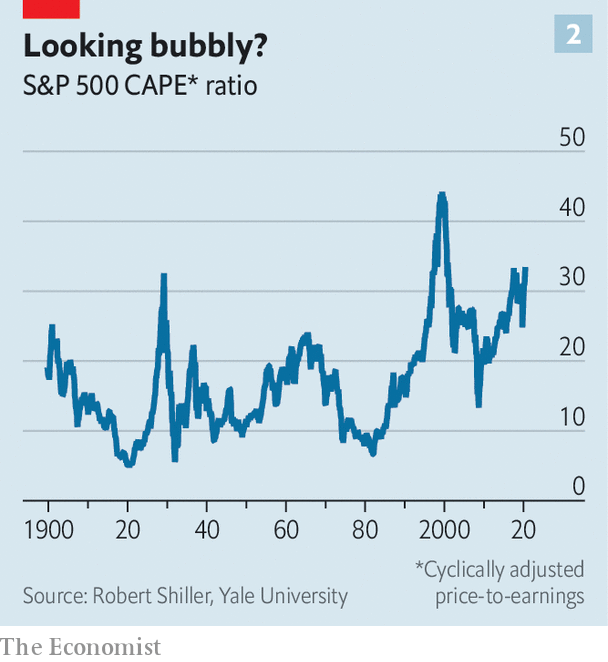 Looking bubbly?
2
S&P 500 CAPE* ratio
50
40
30
20
10
0
1900 20 40 60 80 2000 20
*Cyclically adjusted
price-to-earnings
Source: Robert Shiller, Yale University
The Economist